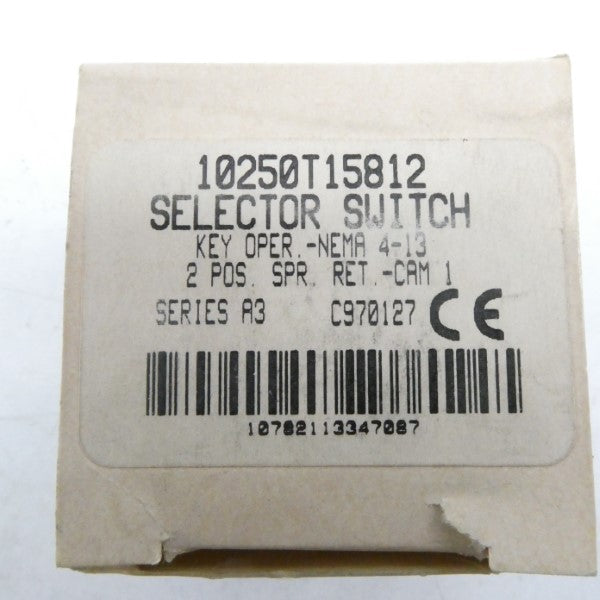 10250T15812
SELECTOR SWITCH
KEY OPER.-NEMA 4-13
2 POS. SPR. RET.-CAM 1
SERIES A3 C970127 CE
10782113347087